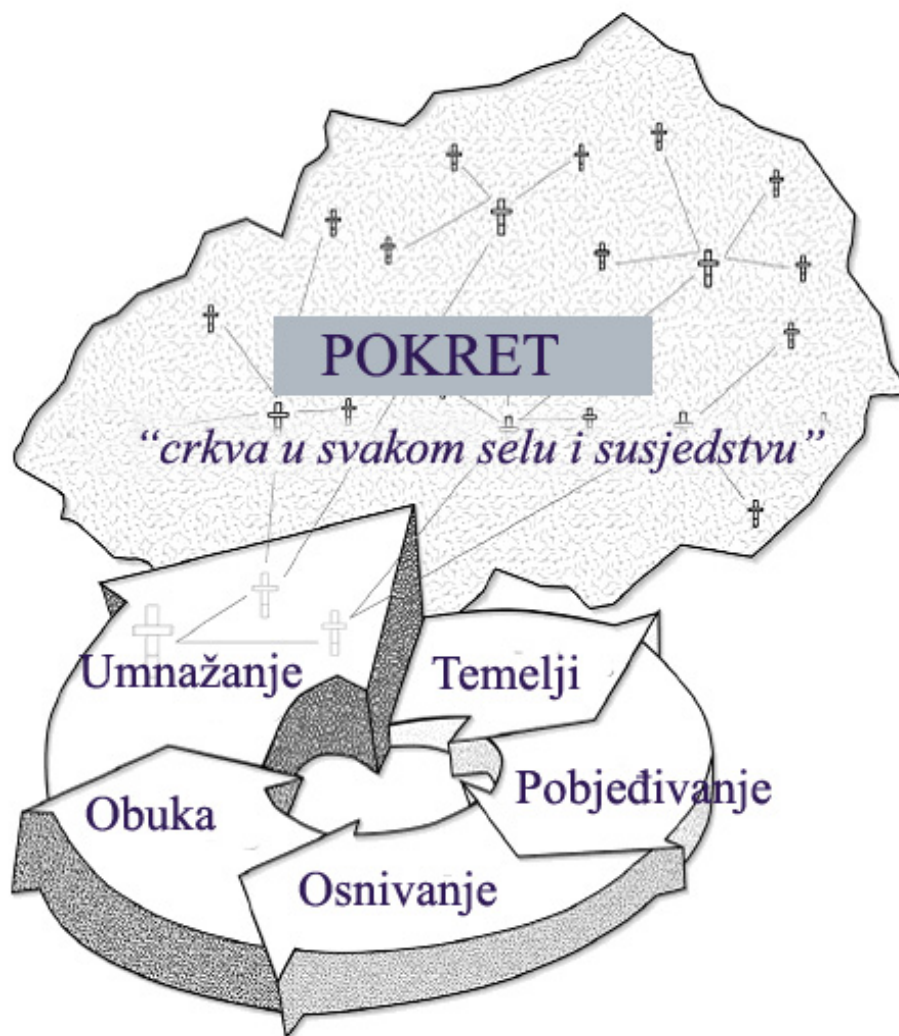 POKRET
“crkva u svakom selu i susjedstvu”
Umnažanje
Temelji
Pobjeđivanje
Obuka
Osnivanje